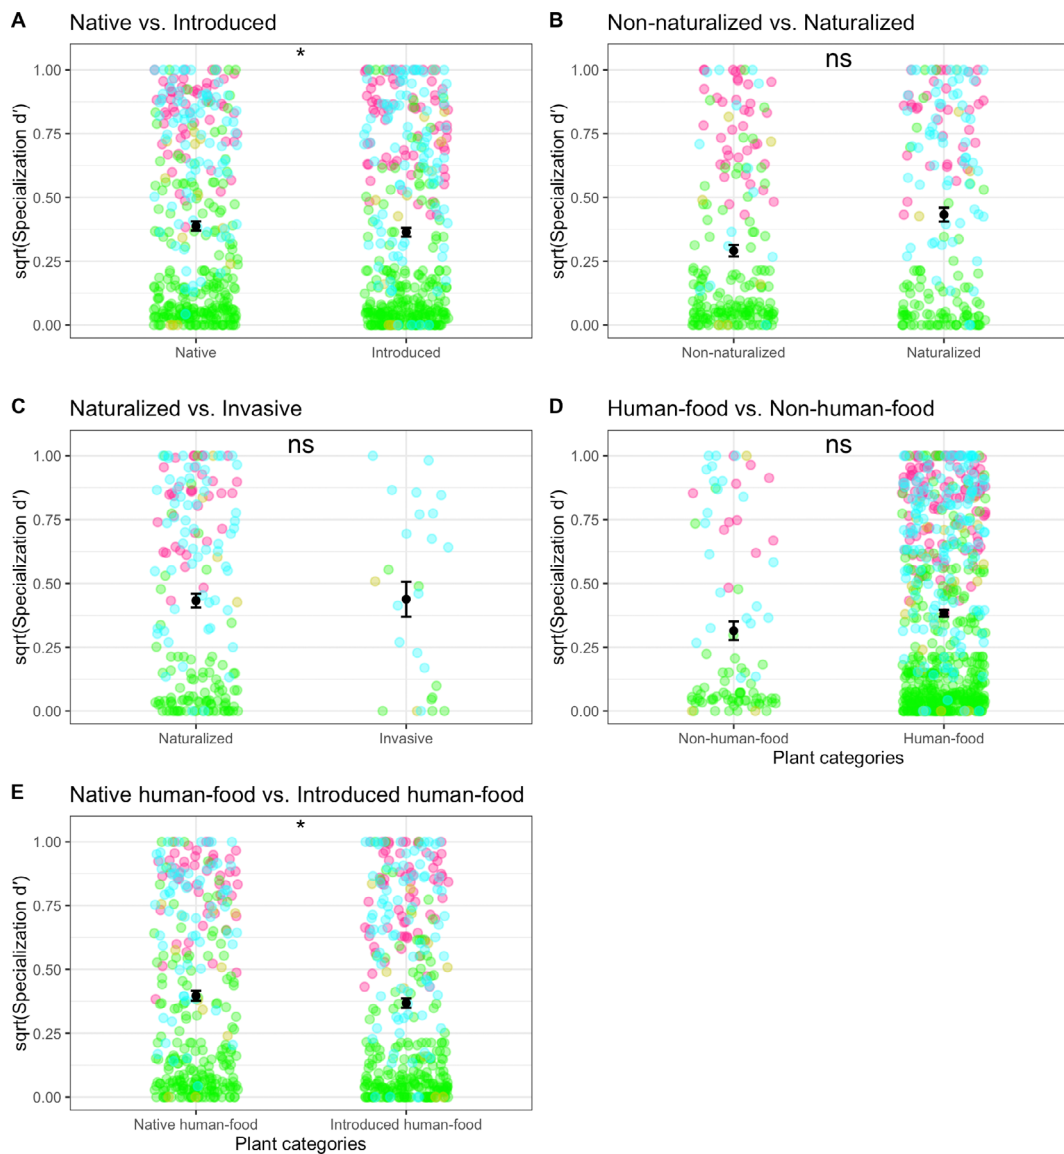 A Native vs. Introduced
*
sqrt(Specialization d′)
1.00
0.75
0.50
0.25
0.00
Native Introduced
B Non-naturalized vs. Naturalized
ns
sqrt(Specialization d′)
1.00
0.75
0.50
0.25
0.00
Non-naturalized Naturalized
C Naturalized vs. Invasive
ns
sqrt(Specialization d′)
1.00
0.75
0.50
0.25
0.00
Naturalized Invasive
D Human-food vs. Non-human-food
ns
sqrt(Specialization d′)
1.00
0.75
0.50
0.25
0.00
Non-human-food Human-food
Plant categories
E Native human-food vs. Introduced human-food
*
sqrt(Specialization d′)
1.00
0.75
0.50
0.25
0.00
Native human-food Introduced human-food
Plant categories